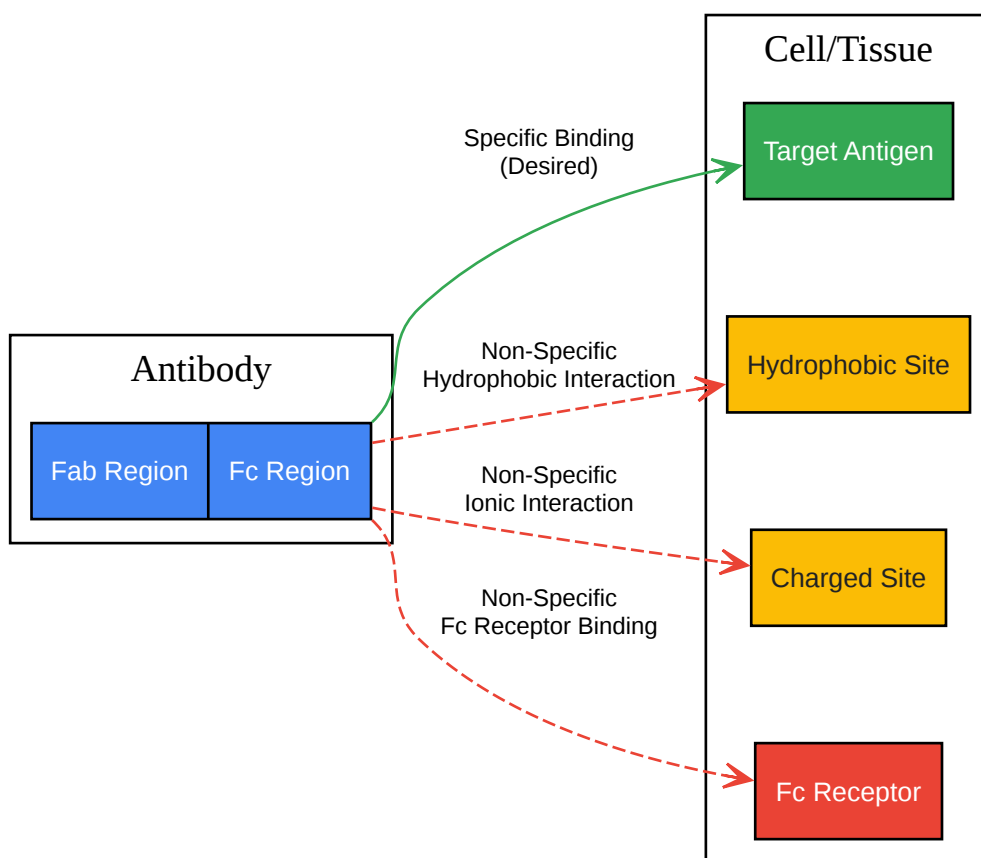 Cell/Tissue
Target Antigen
Specific Binding
(Desired)
Antibody
Fab Region
Fc Region
Non-Specific
Hydrophobic Interaction
Hydrophobic Site
Non-Specific
Ionic Interaction
Charged Site
Non-Specific
Fc Receptor Binding
Fc Receptor